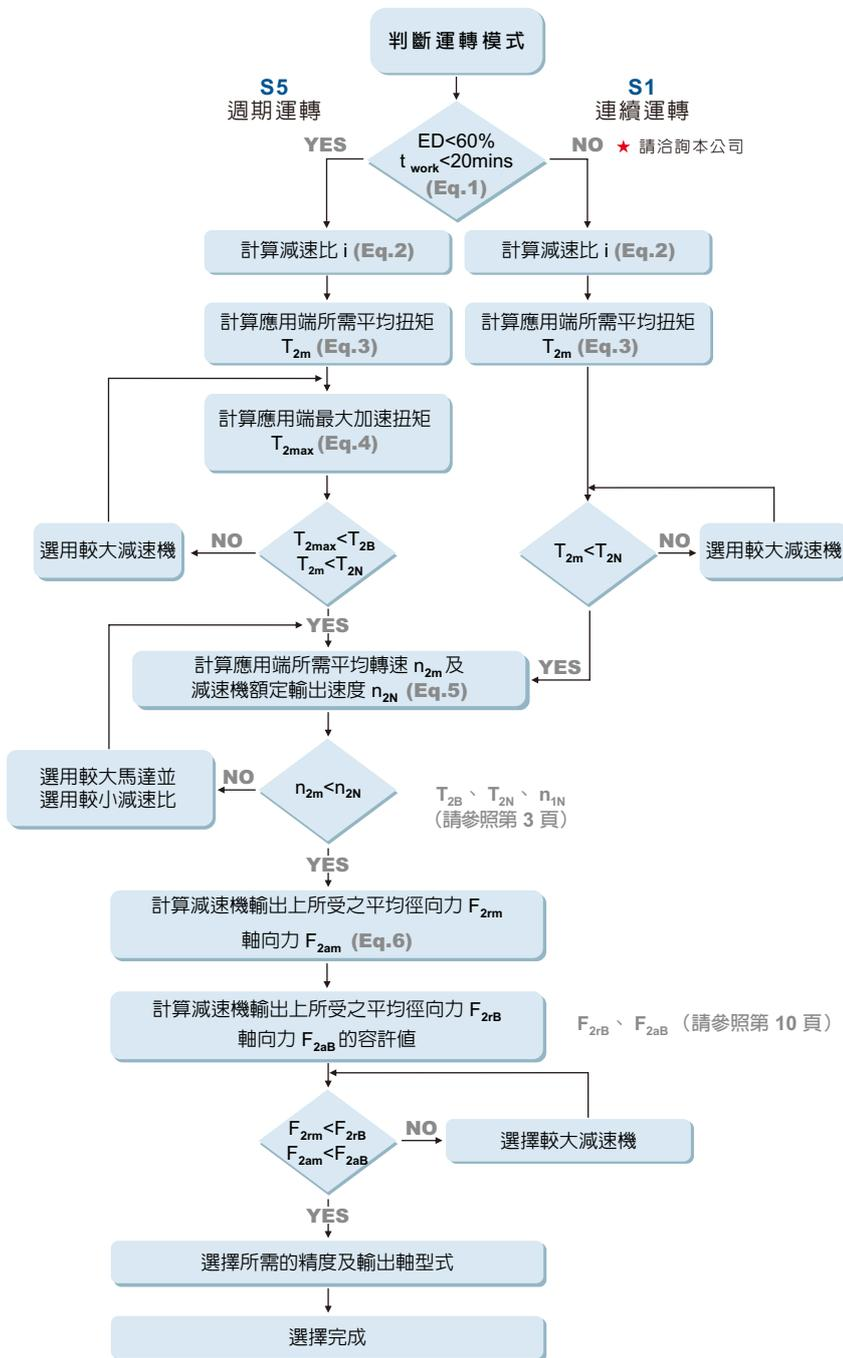 判斷運轉模式
S5
週期運轉
S1
連續運轉
YES
ED<60%
t work<20mins
(Eq.1)
NO
★ 請洽詢本公司
計算減速比 i (Eq.2)
計算減速比 i (Eq.2)
計算應用端所需平均扭矩
T2m (Eq.3)
計算應用端所需平均扭矩
T2m (Eq.3)
計算應用端最大加速扭矩
T2max (Eq.4)
選用較大減速機
NO
T2max<T2B
T2m<T2N
T2m<T2N
NO
選用較大減速機
YES
YES
計算應用端所需平均轉速 n2m 及
減速機額定輸出速度 n2N (Eq.5)
選用較大馬達並
選用較小減速比
NO
n2m<n2N
T2B、T2N、n1N
(請參照第 3 頁)
YES
計算減速機輸出上所受之平均徑向力 F2rm
軸向力 F2am (Eq.6)
計算減速機輸出上所受之平均徑向力 F2rB
軸向力 F2aB 的容許值
F2rB、F2aB (請參照第 10 頁)
F2rm<F2rB
F2am<F2aB
NO
選擇較大減速機
YES
選擇所需的精度及輸出軸型式
選擇完成